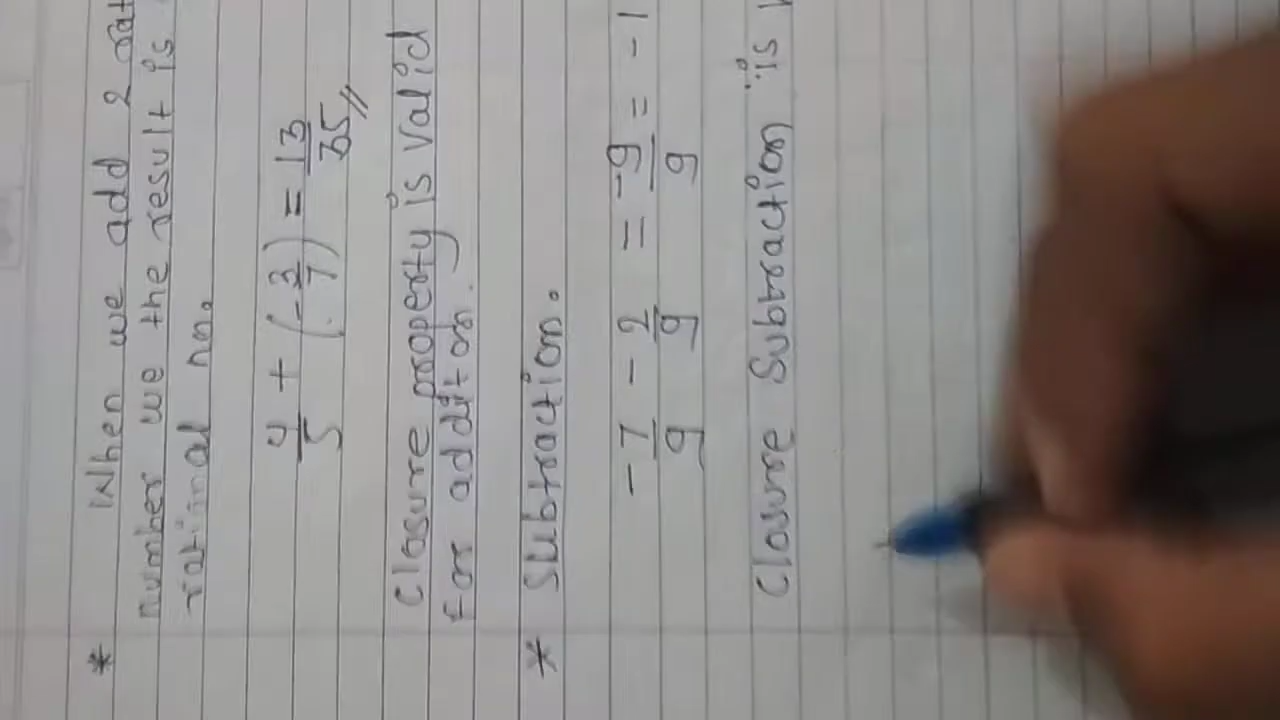 * When we add 2
number we the result is
rational no.
4/5 + (-3/7) = 13/35 //
Closure property is valid
for additon.
* Subtraction.
-7/9 - 2/9 = -9/9 = -1
Closure Subtraction is